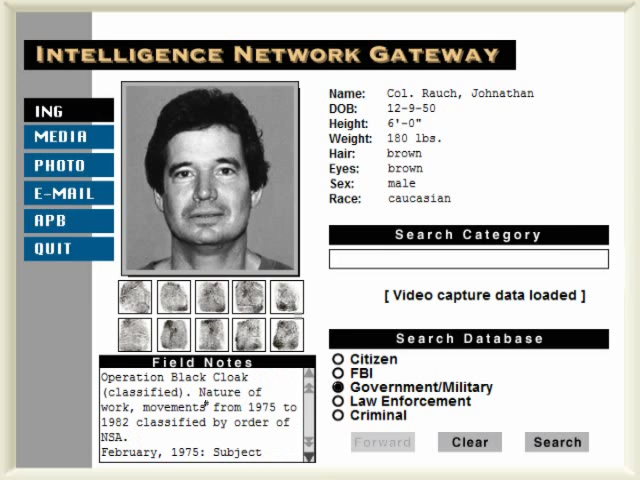 INTELLIGENCE NETWORK GATEWAY
ING
MEDIA
PHOTO
E-MAIL
APB
QUIT
Name: Col. Rauch, Johnathan
DOB: 12-9-50
Height: 6'-0"
Weight: 180 lbs.
Hair: brown
Eyes: brown
Sex: male
Race: caucasian
Search Category
[ Video capture data loaded ]
Search Database
Citizen
FBI
Government/Military
Law Enforcement
Criminal
Forward Clear Search
Field Notes
Operation Black Cloak
(classified). Nature of
work, movements from 1975 to
1982 classified by order of
NSA.
February, 1975: Subject